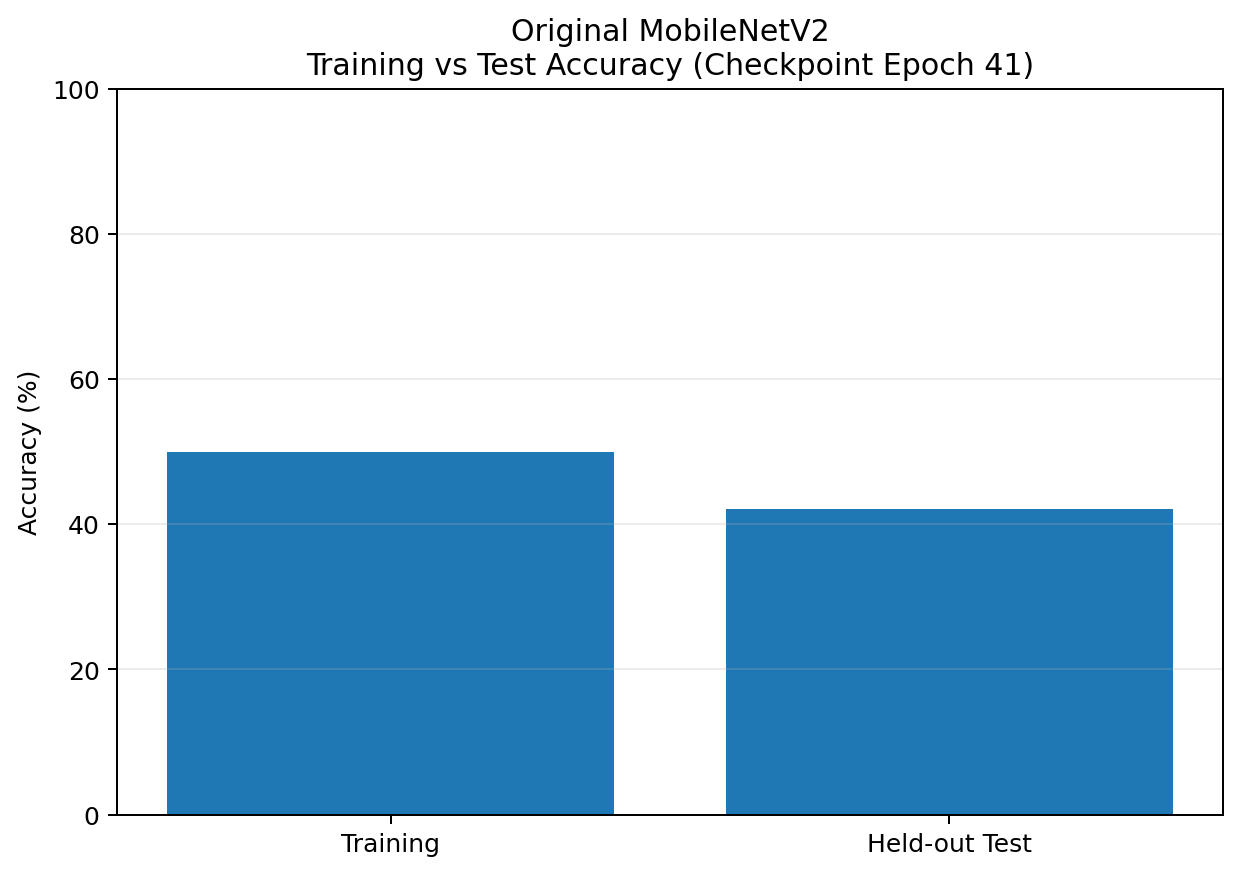 Original MobileNetV2
Training vs Test Accuracy (Checkpoint Epoch 41)
100
80
60
40
20
0
Accuracy (%)
Training
Held-out Test